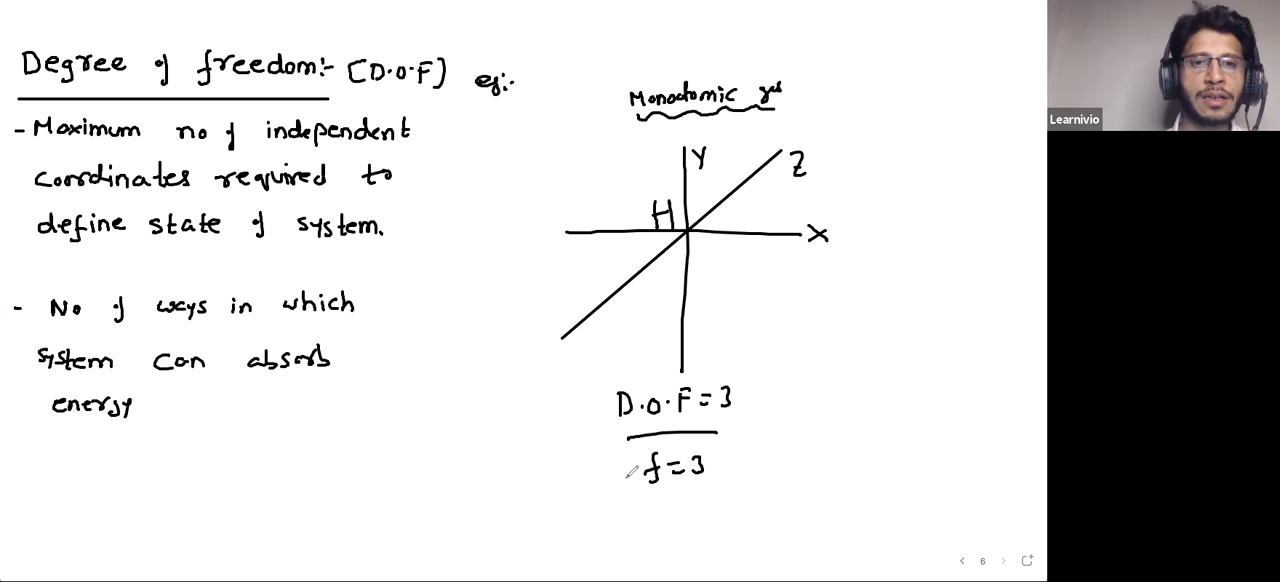 Degree of freedom:- [D.O.F] eg:-
- Maximum no of independent
coordinates required to
define state of system.
- No of ways in which
system can absorb
energy
Monoatomic gas
Y
Z
H
X
D.O.F = 3
f = 3
Learnivio
6